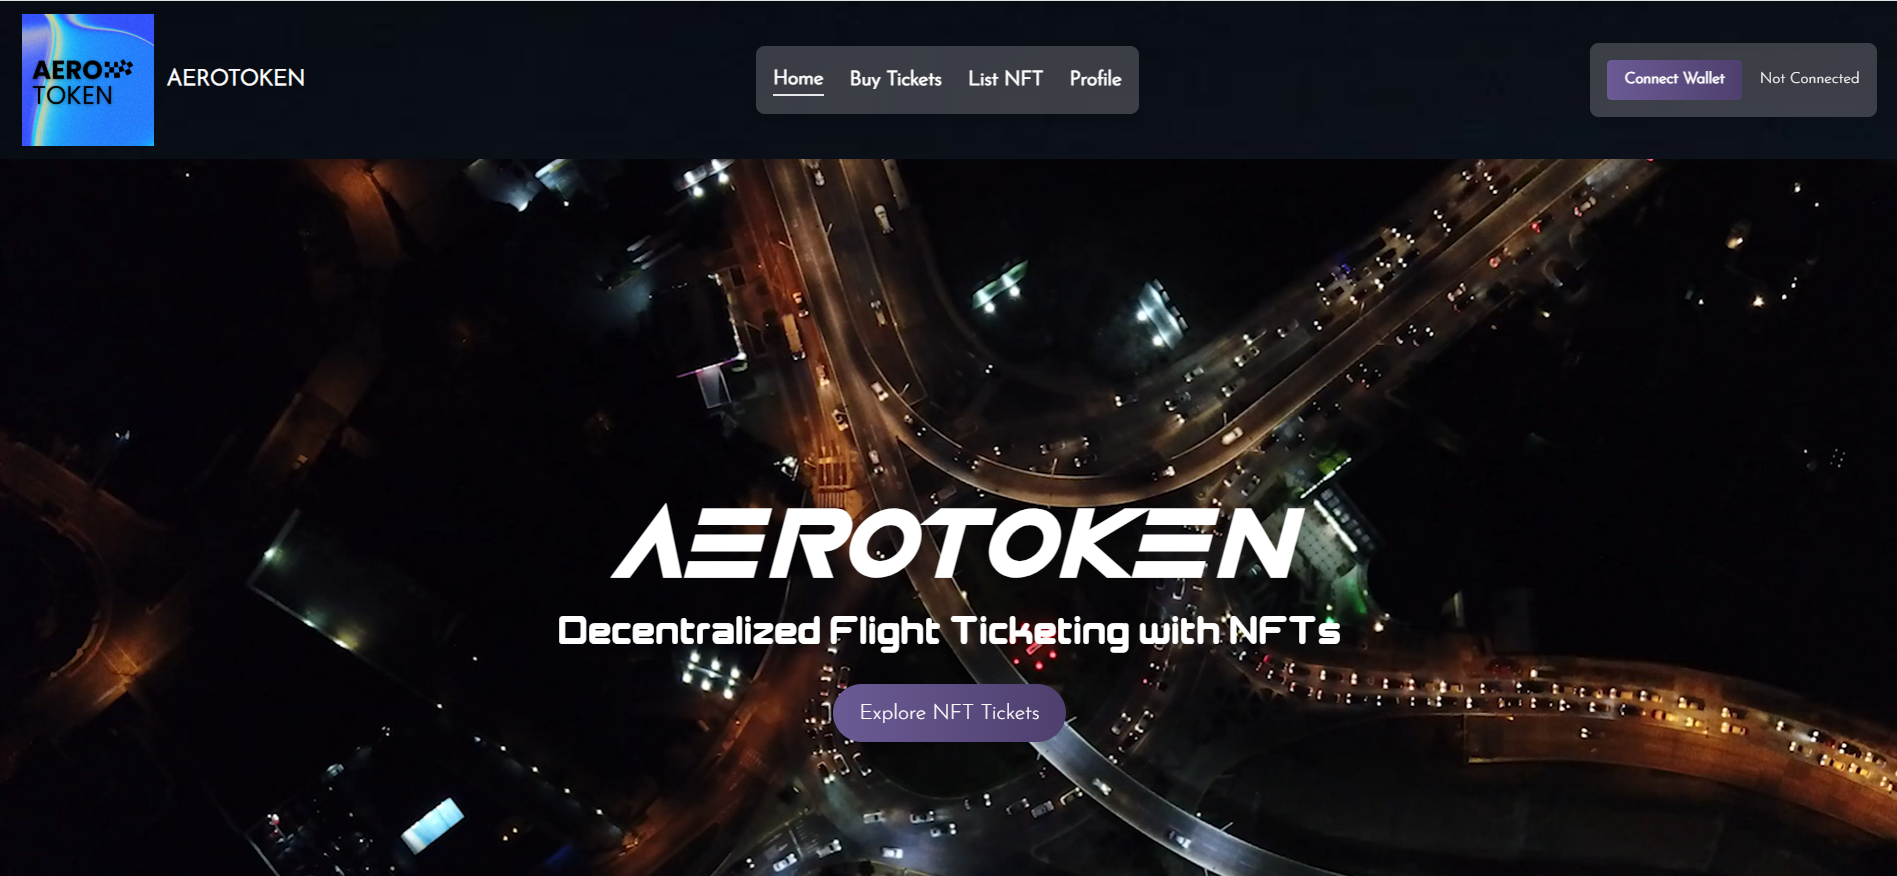 AERO
TOKEN
AEROTOKEN
Home Buy Tickets List NFT Profile
Connect Wallet Not Connected
AEROTOKEN
Decentralized Flight Ticketing with NFTs
Explore NFT Tickets